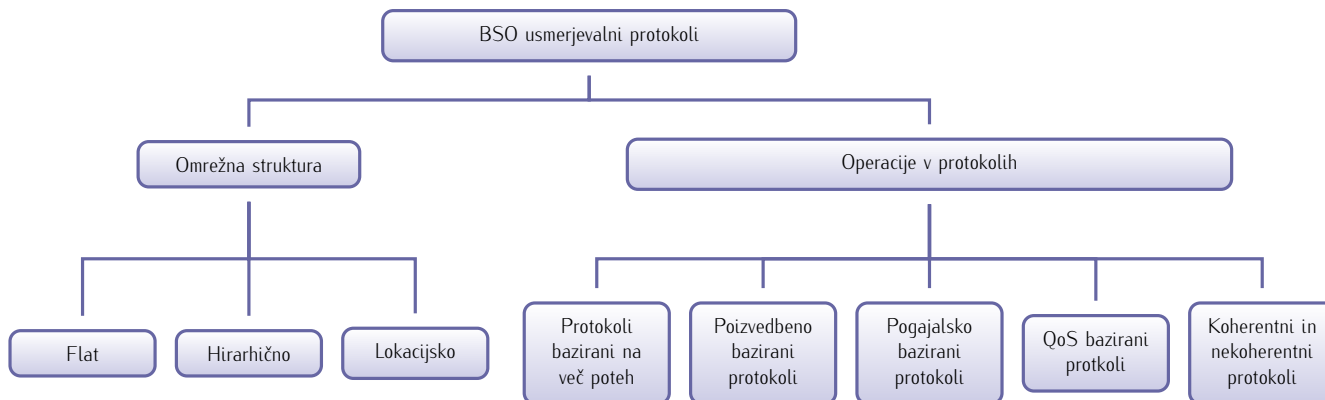 BSO usmerjevalni protokoli
Omrežna struktura
Operacije v protokolih
Flat
Hirarhično
Lokacijsko
Protokoli
bazirani na
več poteh
Poizvedbeno
bazirani
protokoli
Pogajalsko
bazirani
protokoli
QoS bazirani
protkoli
Koherentni in
nekoherentni
protokoli